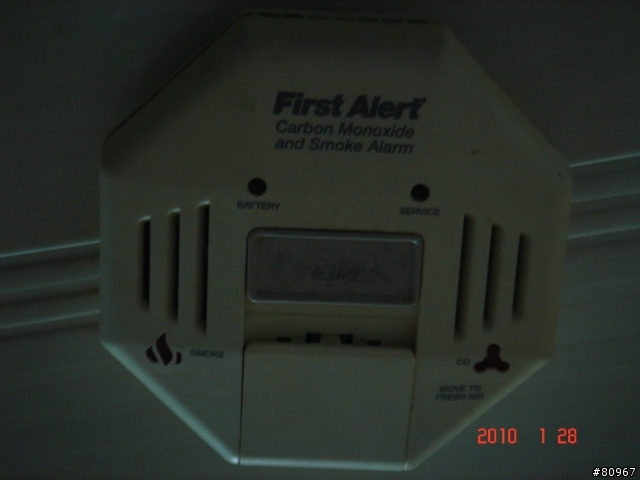 First Alert
Carbon Monoxide
and Smoke Alarm
BATTERY
SERVICE
SMOKE
CO
MOVE TO
FRESH AIR
2010 1 28
#80967